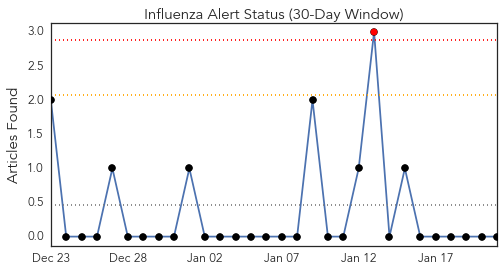 Influenza Alert Status (30-Day Window)
Articles Found
3.0
2.5
2.0
1.5
1.0
0.5
0.0
Dec 23 Dec 28 Jan 02 Jan 07 Jan 12 Jan 17